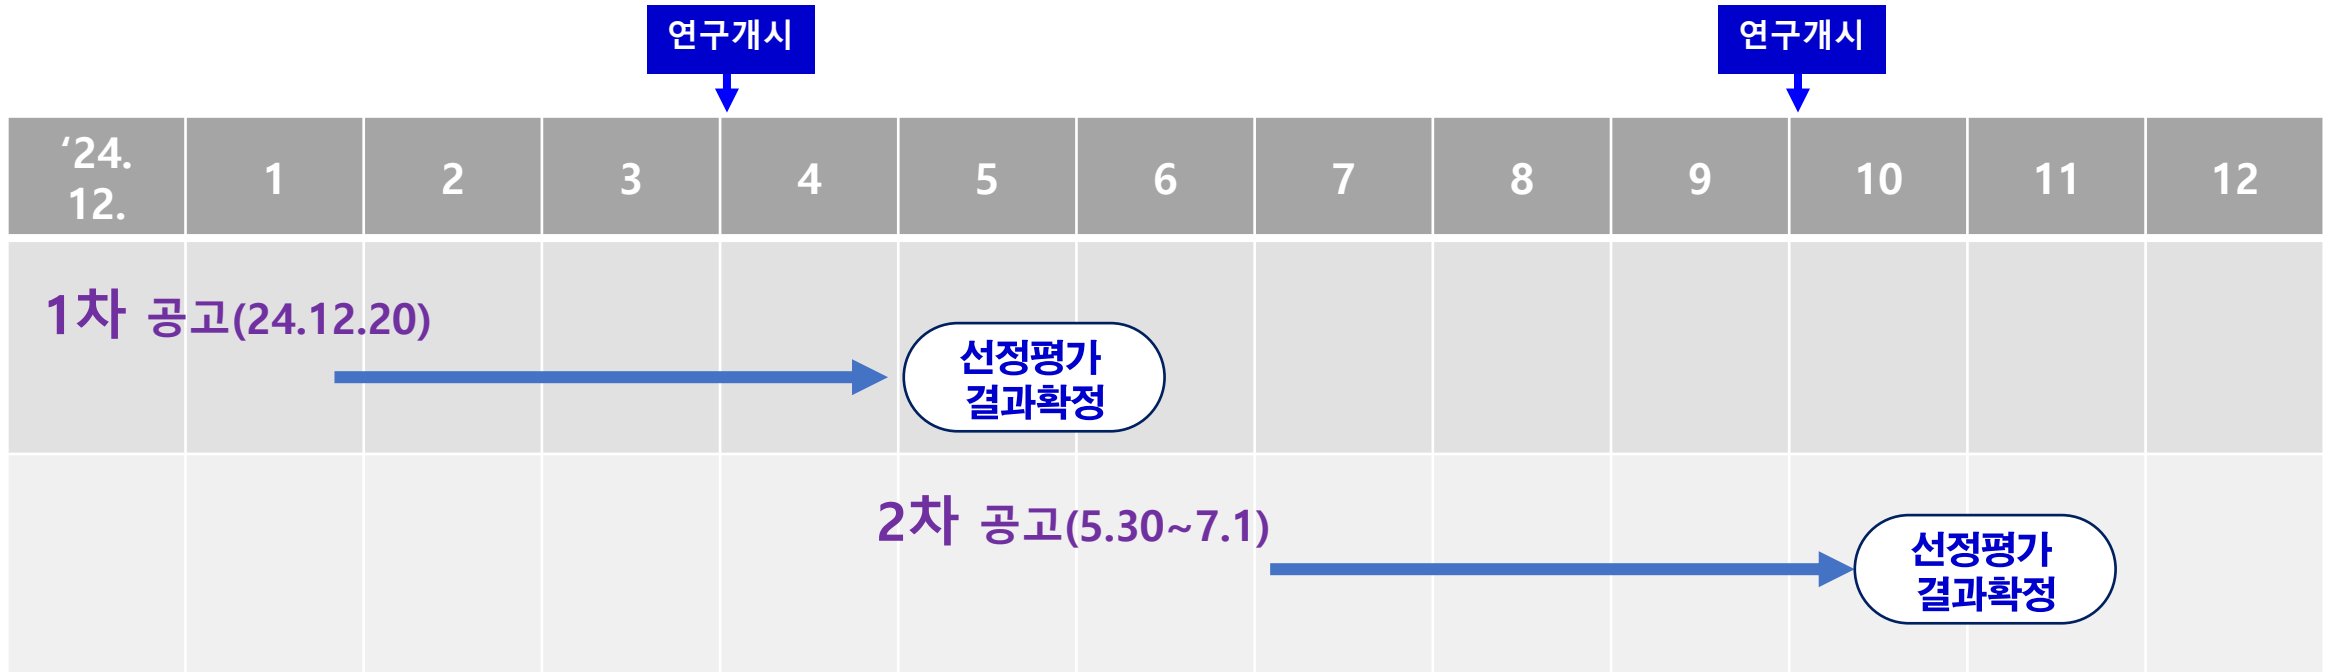 연구개시
연구개시
‘24.
12.
1
2
3
4
5
6
7
8
9
10
11
12
1차 공고(24.12.20)
선정평가
결과확정
2차 공고(5.30~7.1)
선정평가
결과확정